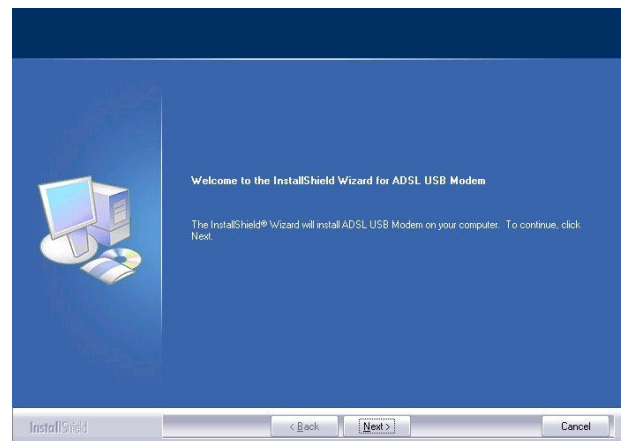 Welcome to the InstallShield Wizard for ADSL USB Modem
The InstallShield® Wizard will install ADSL USB Modem on your computer. To continue, click
Next.
InstallShield
< Back
Next >
Cancel